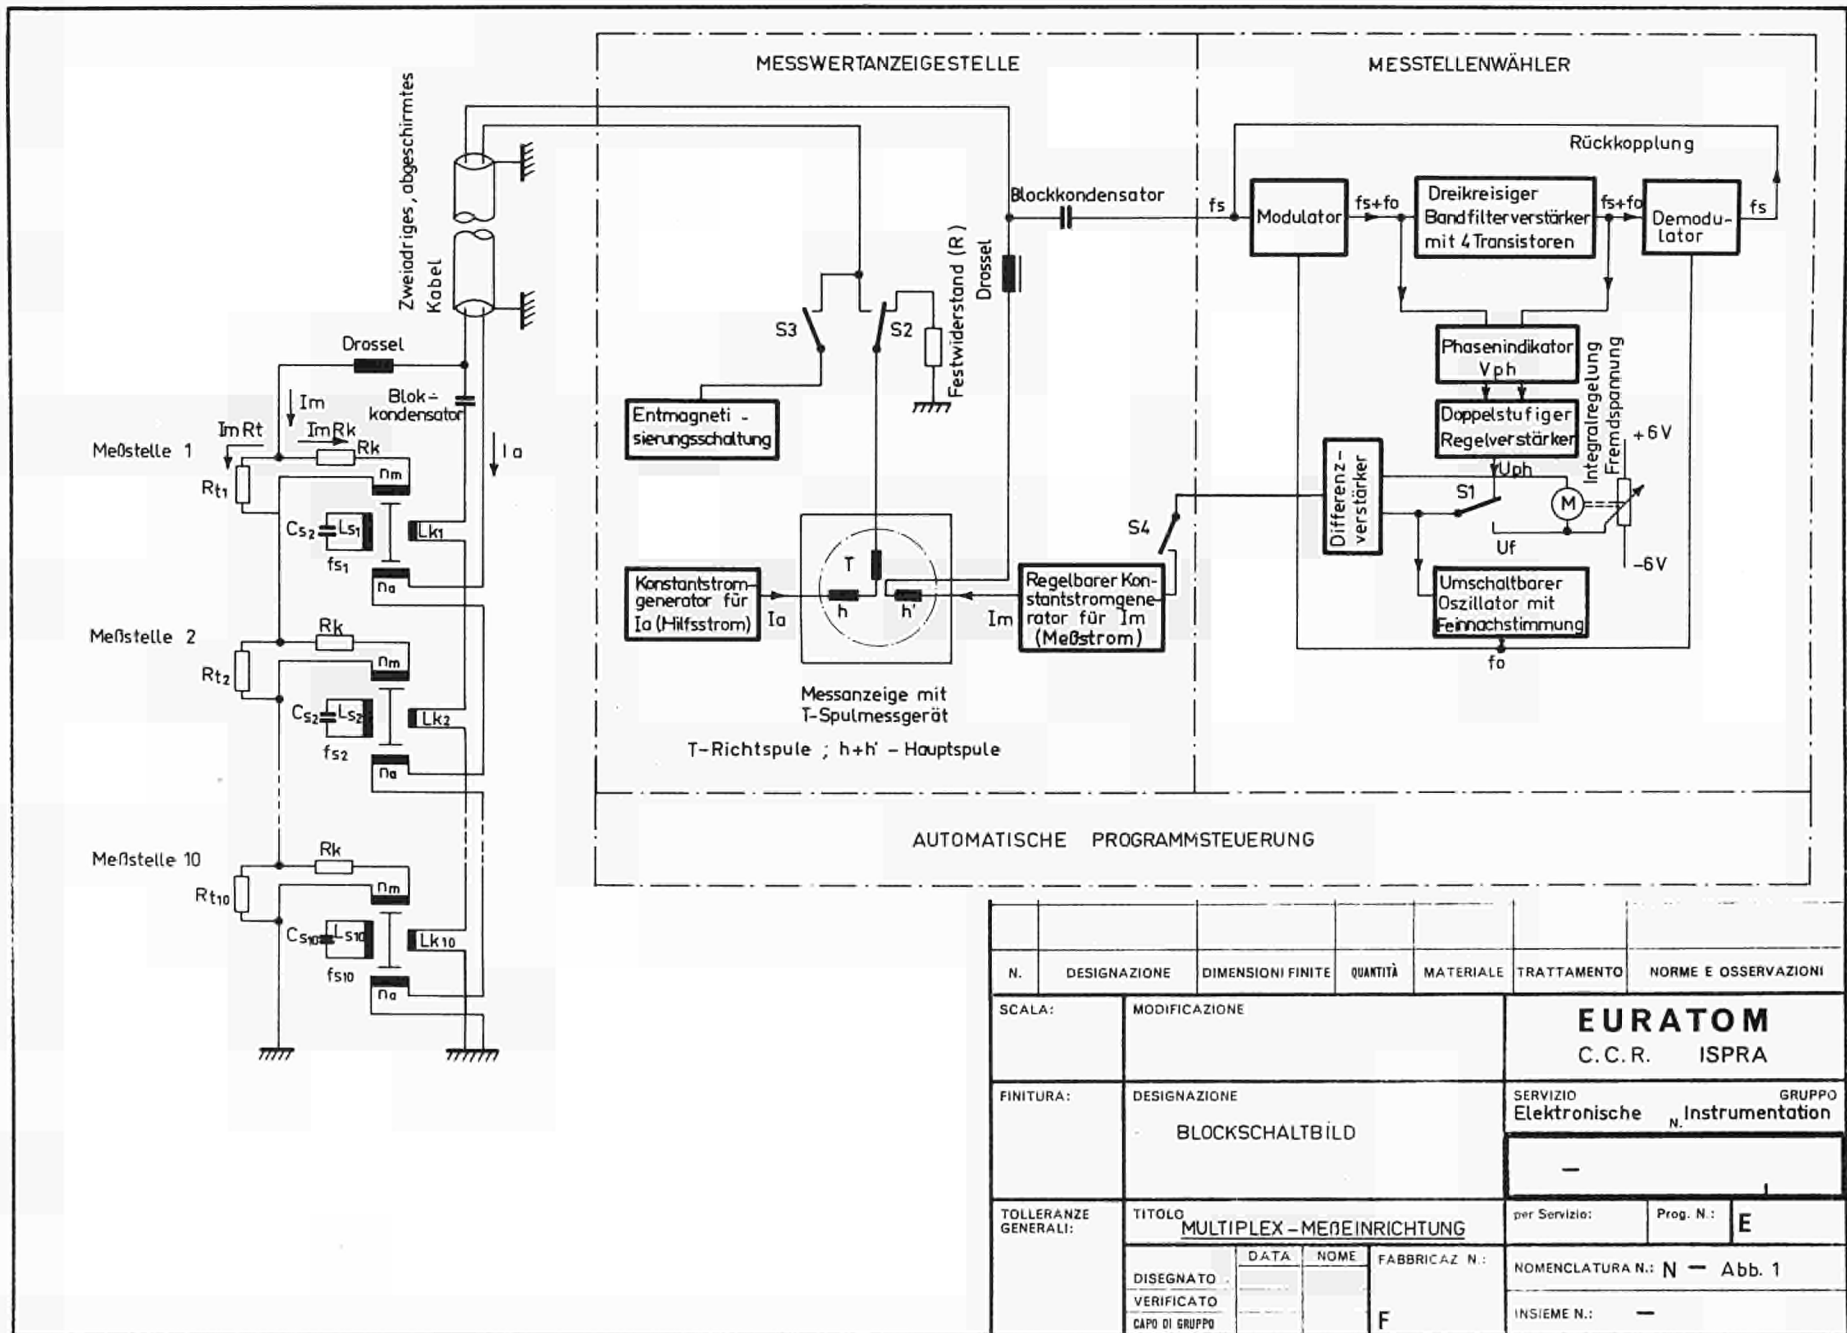 MESSWERTANZEIGESTELLE
MESSTELLENWÄHLER
Zweiadriges, abgeschirmtes
Kabel
Rückkopplung
Blockkondensator
fs
Modulator
fs+fo
Dreikreisiger
Bandfilterverstärker
mit 4 Transistoren
fs+fo
Demodu-
lator
fs
Festwiderstand (R)
Drossel
S3
S2
Phasenindikator
Vph
Integralregelung
Fremdspannung
Drossel
Blok-
kondensator
Im
Ia
ImRt
ImRk
Rk
Meßstelle 1
Rt1
nm
Cs2
Ls1
Lk1
fs1
na
Entmagneti-
sierungsschaltung
Doppelstufiger
Regelverstärker
+6V
Uph
Differenz-
verstärker
S1
M
S4
Uf
-6V
Umschaltbarer
Oszillator mit
Feinnachstimmung
fo
T
h
h'
Konstantstrom-
generator für
Ia (Hilfsstrom)
Ia
Im
Regelbarer Kon-
stantstromgene-
rator für Im
(Meßstrom)
Meßstelle 2
Rk
Rt2
nm
Cs2
Ls2
Lk2
fs2
na
Messanzeige mit
T-Spulmessgerät
T-Richtspule ; h+h' - Hauptspule
AUTOMATISCHE PROGRAMMSTEUERUNG
Meßstelle 10
Rk
Rt10
nm
Cs10
Ls10
Lk10
fs10
na
N. DESIGNAZIONE DIMENSIONI FINITE QUANTITÀ MATERIALE TRATTAMENTO NORME E OSSERVAZIONI
SCALA:
MODIFICAZIONE
EURATOM
C.C.R. ISPRA
FINITURA:
DESIGNAZIONE
BLOCKSCHALTBILD
SERVIZIO GRUPPO
Elektronische N. Instrumentation
—
TOLLERANZE
GENERALI:
TITOLO
MULTIPLEX-MEßEINRICHTUNG
per Servizio:
Prog. N.:
E
DATA NOME
FABBRICAZ N.:
F
DISEGNATO
VERIFICATO
CAPO DI GRUPPO
NOMENCLATURA N.: N — Abb. 1
INSIEME N.: —